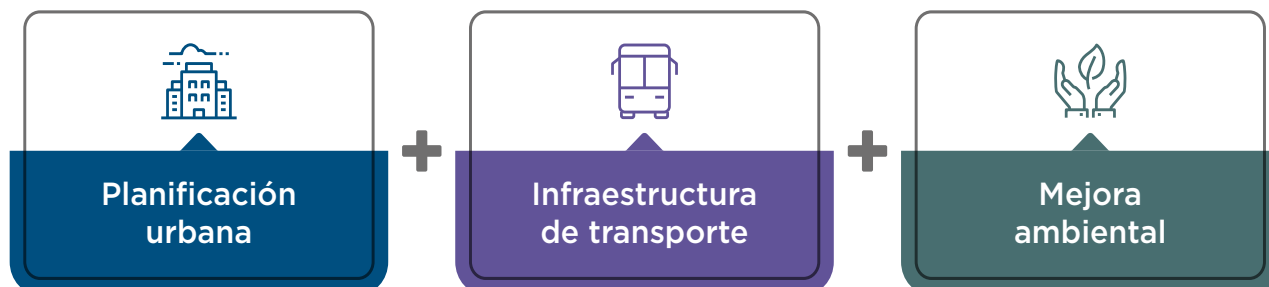 Planificación
urbana
Infraestructura
de transporte
Mejora
ambiental